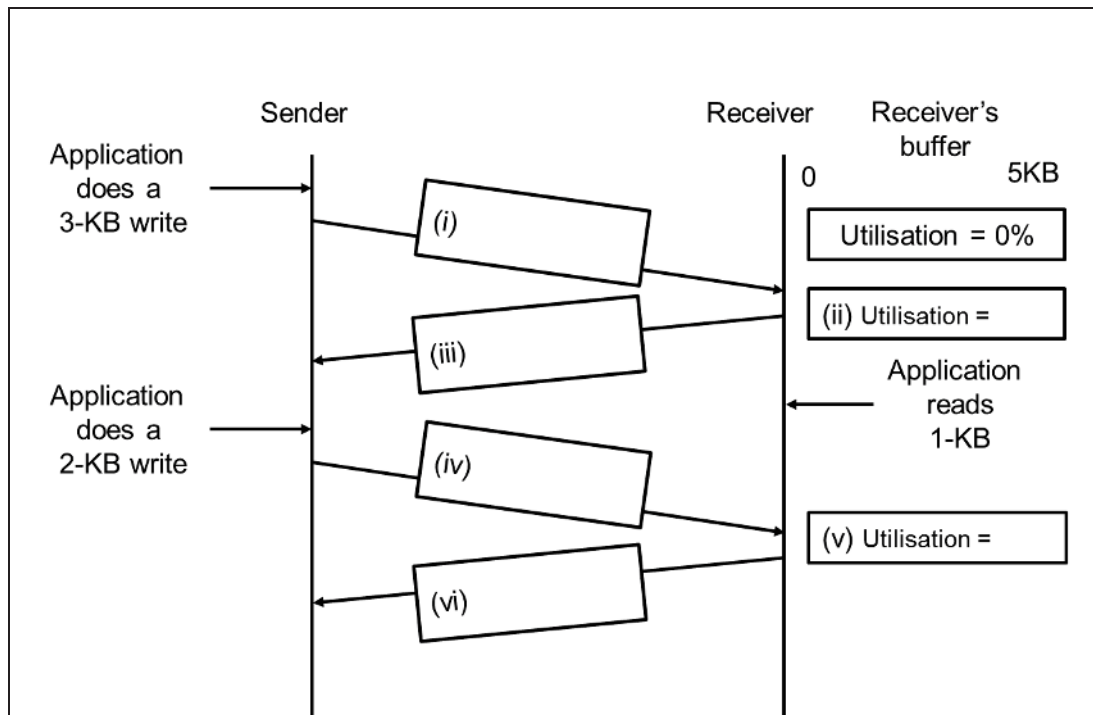 Sender
Receiver
Receiver's
buffer
0
5KB
Application
does a
3-KB write
(i)
Utilisation = 0%
(ii) Utilisation =
(iii)
Application
reads
1-KB
Application
does a
2-KB write
(iv)
(v) Utilisation =
(vi)